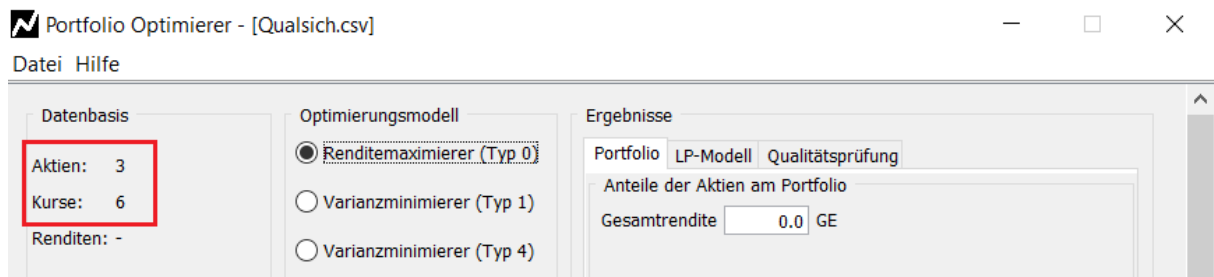 Portfolio Optimierer - [Qualsich.csv]
Datei Hilfe
Datenbasis
Aktien: 3
Kurse: 6
Renditen: -
Optimierungsmodell
Renditemaximierer (Typ 0)
Varianzminimierer (Typ 1)
Varianzminimierer (Typ 4)
Ergebnisse
Portfolio LP-Modell Qualitätsprüfung
Anteile der Aktien am Portfolio
Gesamtrendite 0.0 GE